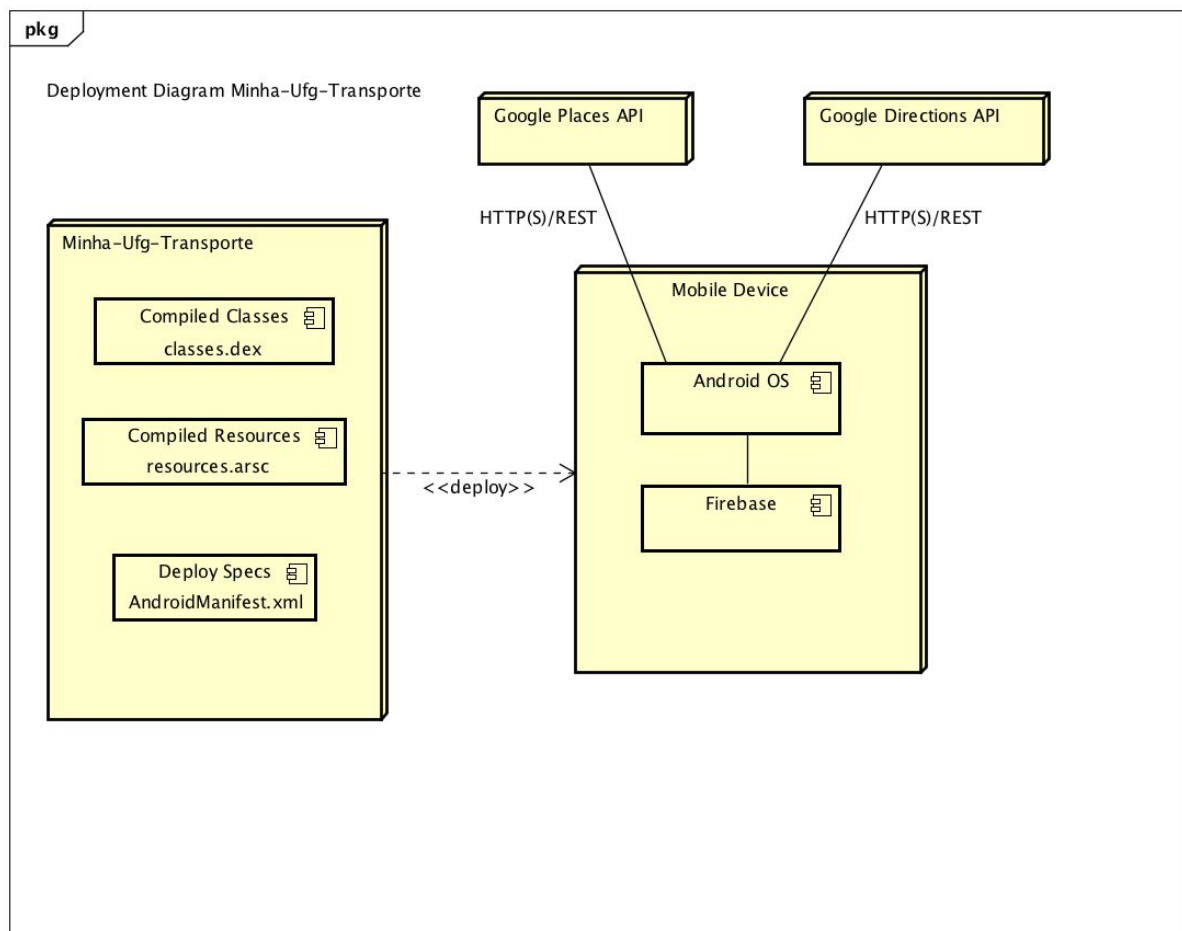 pkg
Deployment Diagram Minha-Ufg-Transporte
Google Places API
Google Directions API
HTTP(S)/REST
HTTP(S)/REST
Minha-Ufg-Transporte
Compiled Classes
classes.dex
Compiled Resources
resources.arsc
Deploy Specs
AndroidManifest.xml
<<deploy>>
Mobile Device
Android OS
Firebase